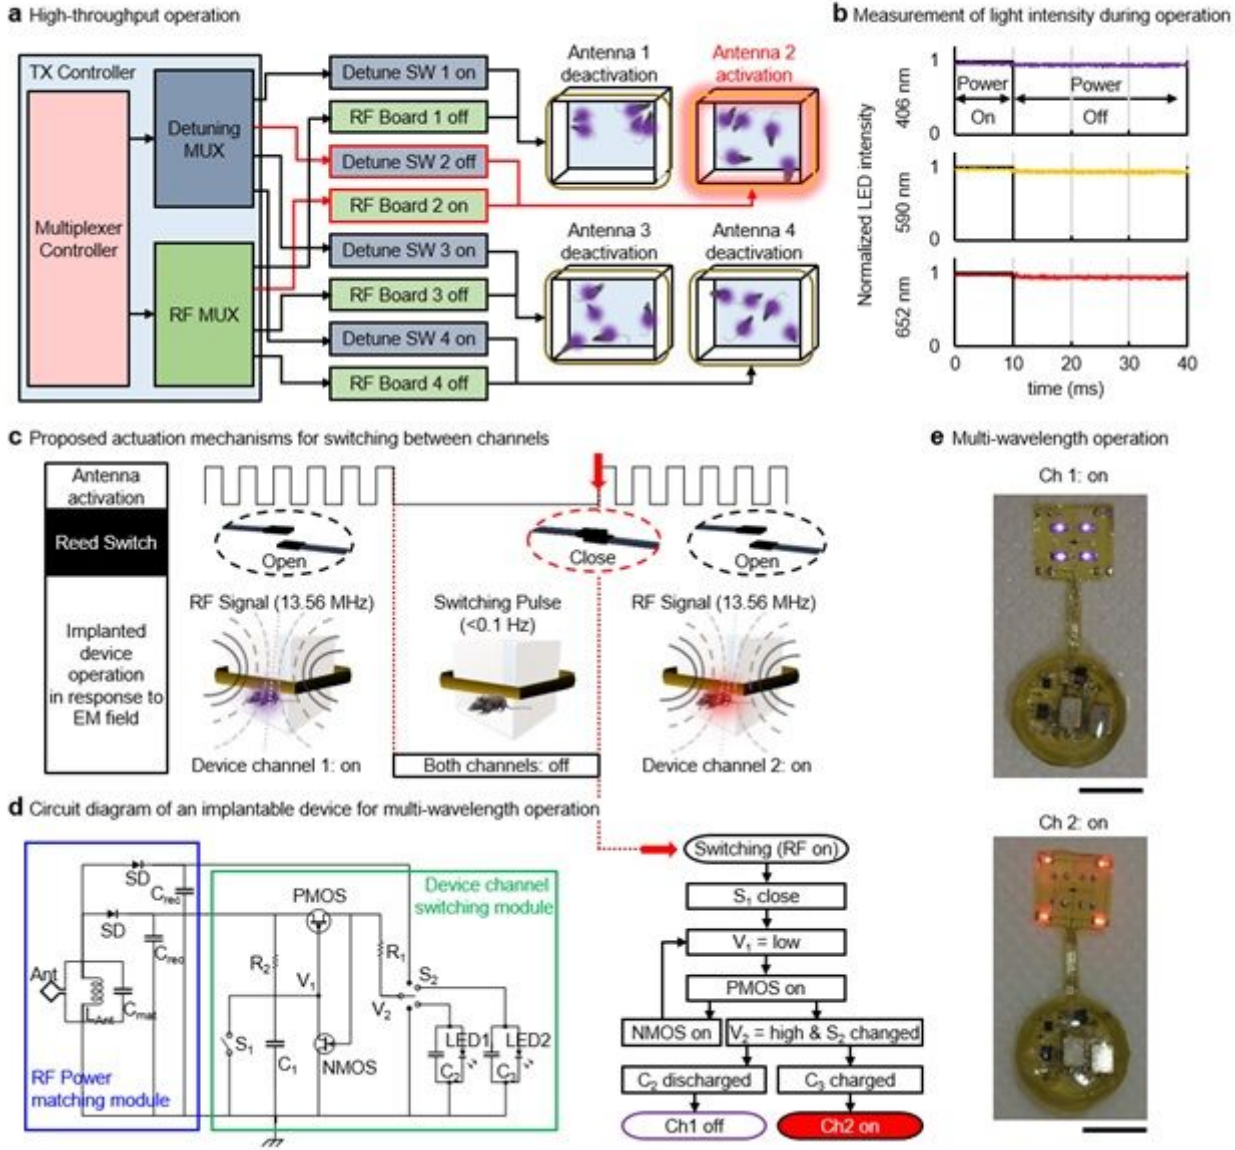 a High-throughput operation
TX Controller
Multiplexer
Controller
Detuning
MUX
RF MUX
Detune SW 1 on
RF Board 1 off
Detune SW 2 off
RF Board 2 on
Detune SW 3 on
RF Board 3 off
Detune SW 4 on
RF Board 4 off
Antenna 1
deactivation
Antenna 2
activation
Antenna 3
deactivation
Antenna 4
deactivation
b Measurement of light intensity during operation
Normalized LED intensity
406 nm
1
0
Power
On
Power
Off
590 nm
1
0
652 nm
1
0
0 10 20 30 40
time (ms)
c Proposed actuation mechanisms for switching between channels
Antenna
activation
Reed Switch
Implanted
device
operation
in response to
EM field
Open
Close
Open
RF Signal (13.56 MHz)
Switching Pulse
(<0.1 Hz)
RF Signal (13.56 MHz)
Device channel 1: on
Both channels: off
Device channel 2: on
d Circuit diagram of an implantable device for multi-wavelength operation
SD
Crec
SD
Crec
Ant
LAnt
Cmat
RF Power
matching module
Device channel
switching module
PMOS
R2
V1
R1
S2
V2
S1
C1
NMOS
LED1
C2
LED2
Switching (RF on)
S1 close
V1 = low
PMOS on
NMOS on
V2 = high & S2 changed
C2 discharged
C3 charged
Ch1 off
Ch2 on
e Multi-wavelength operation
Ch 1: on
Ch 2: on